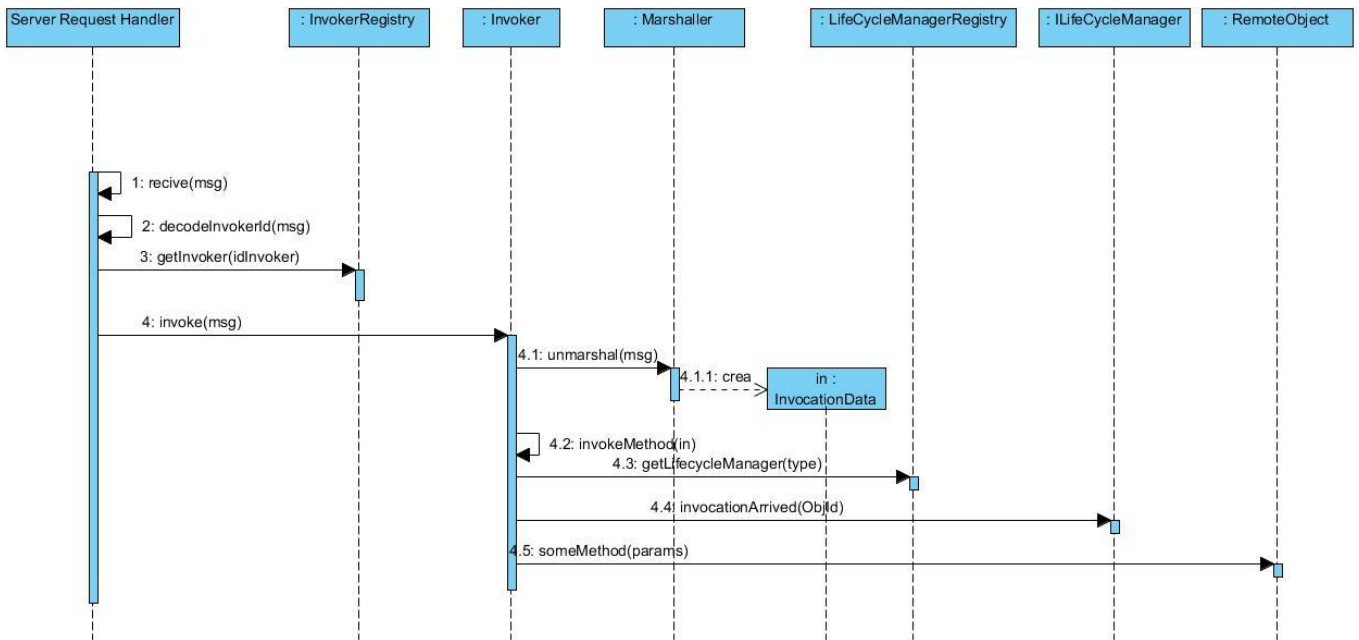 Server Request Handler
: InvokerRegistry
: Invoker
: Marshaller
: LifeCycleManagerRegistry
: ILifeCycleManager
: RemoteObject
1: recive(msg)
2: decodeInvokerId(msg)
3: getInvoker(idInvoker)
4: invoke(msg)
4.1: unmarshal(msg)
4.1.1: crea
in :
InvocationData
4.2: invokeMethod(in)
4.3: getLifecycleManager(type)
4.4: invocationArrived(ObjId)
4.5: someMethod(params)